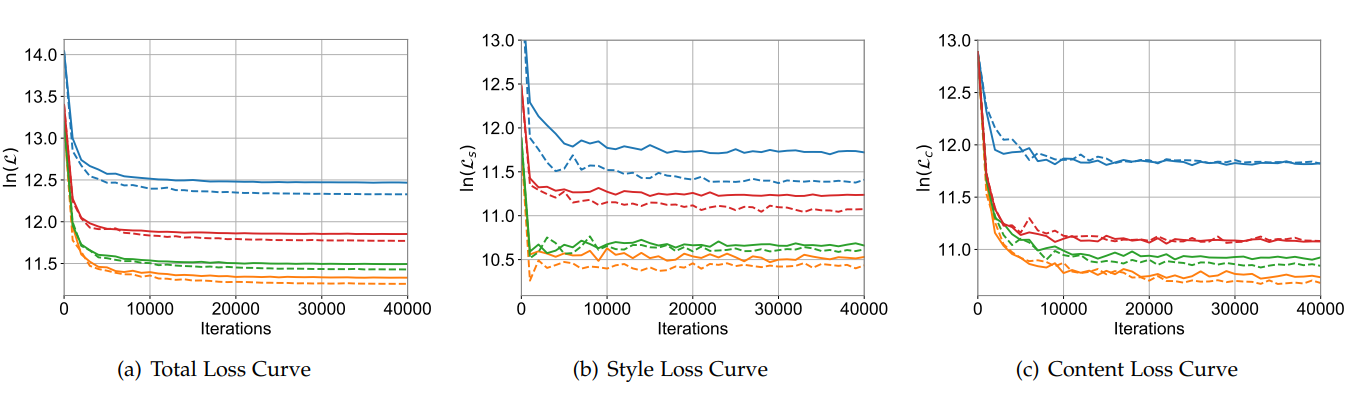 14.0
13.5
13.0
12.5
12.0
11.5
ln(ℒ)
0 10000 20000 30000 40000
Iterations
(a) Total Loss Curve
13.0
12.5
12.0
11.5
11.0
10.5
ln(ℒs)
0 10000 20000 30000 40000
Iterations
(b) Style Loss Curve
13.0
12.5
12.0
11.5
11.0
ln(ℒc)
0 10000 20000 30000 40000
Iterations
(c) Content Loss Curve